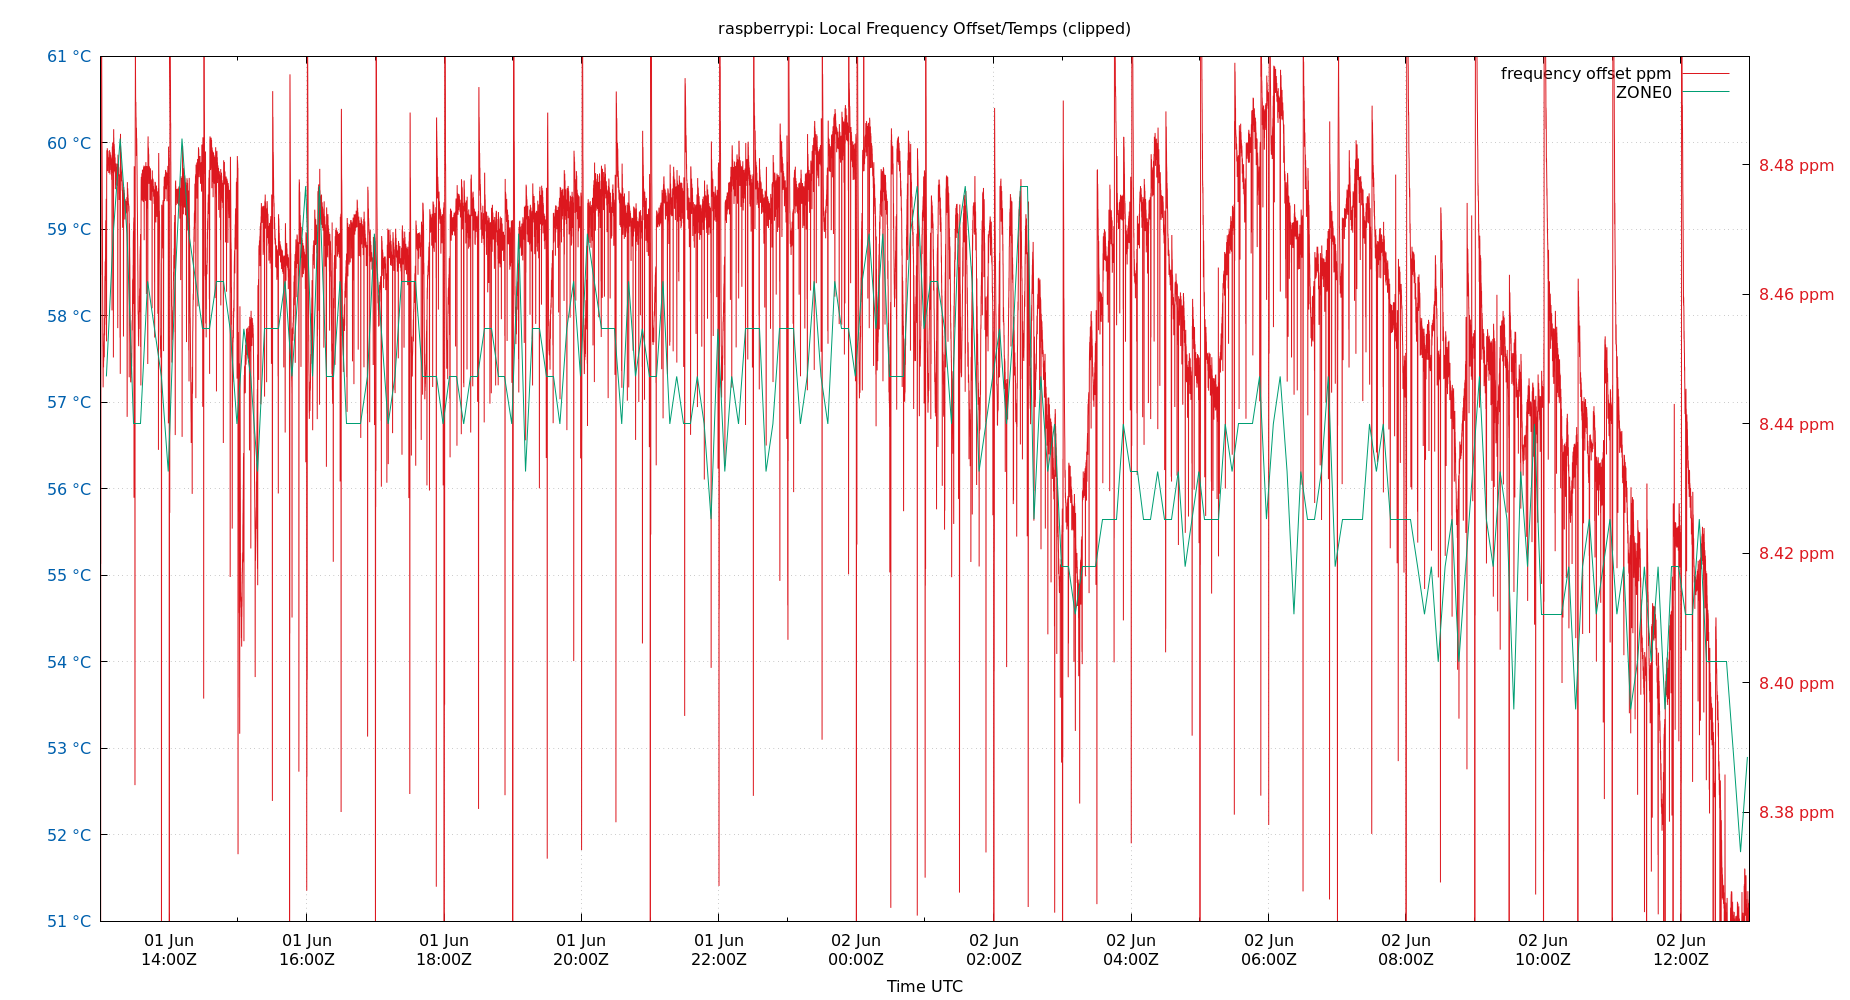 raspberrypi: Local Frequency Offset/Temps (clipped)
61 °C
60 °C
59 °C
58 °C
57 °C
56 °C
55 °C
54 °C
53 °C
52 °C
51 °C
frequency offset ppm
ZONE0
8.48 ppm
8.46 ppm
8.44 ppm
8.42 ppm
8.40 ppm
8.38 ppm
01 Jun
14:00Z
01 Jun
16:00Z
01 Jun
18:00Z
01 Jun
20:00Z
01 Jun
22:00Z
02 Jun
00:00Z
02 Jun
02:00Z
02 Jun
04:00Z
02 Jun
06:00Z
02 Jun
08:00Z
02 Jun
10:00Z
02 Jun
12:00Z
Time UTC